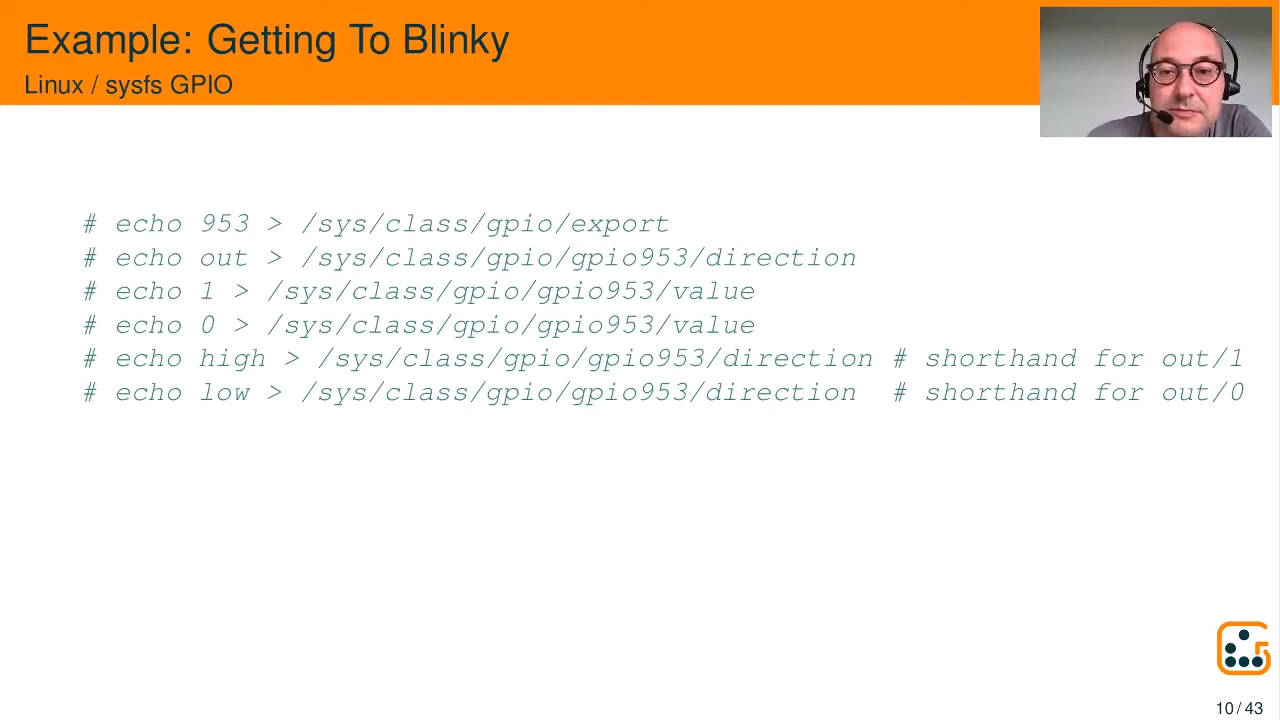 Example: Getting To Blinky
Linux / sysfs GPIO
# echo 953 > /sys/class/gpio/export
# echo out > /sys/class/gpio/gpio953/direction
# echo 1 > /sys/class/gpio/gpio953/value
# echo 0 > /sys/class/gpio/gpio953/value
# echo high > /sys/class/gpio/gpio953/direction # shorthand for out/1
# echo low > /sys/class/gpio/gpio953/direction  # shorthand for out/0
10 / 43